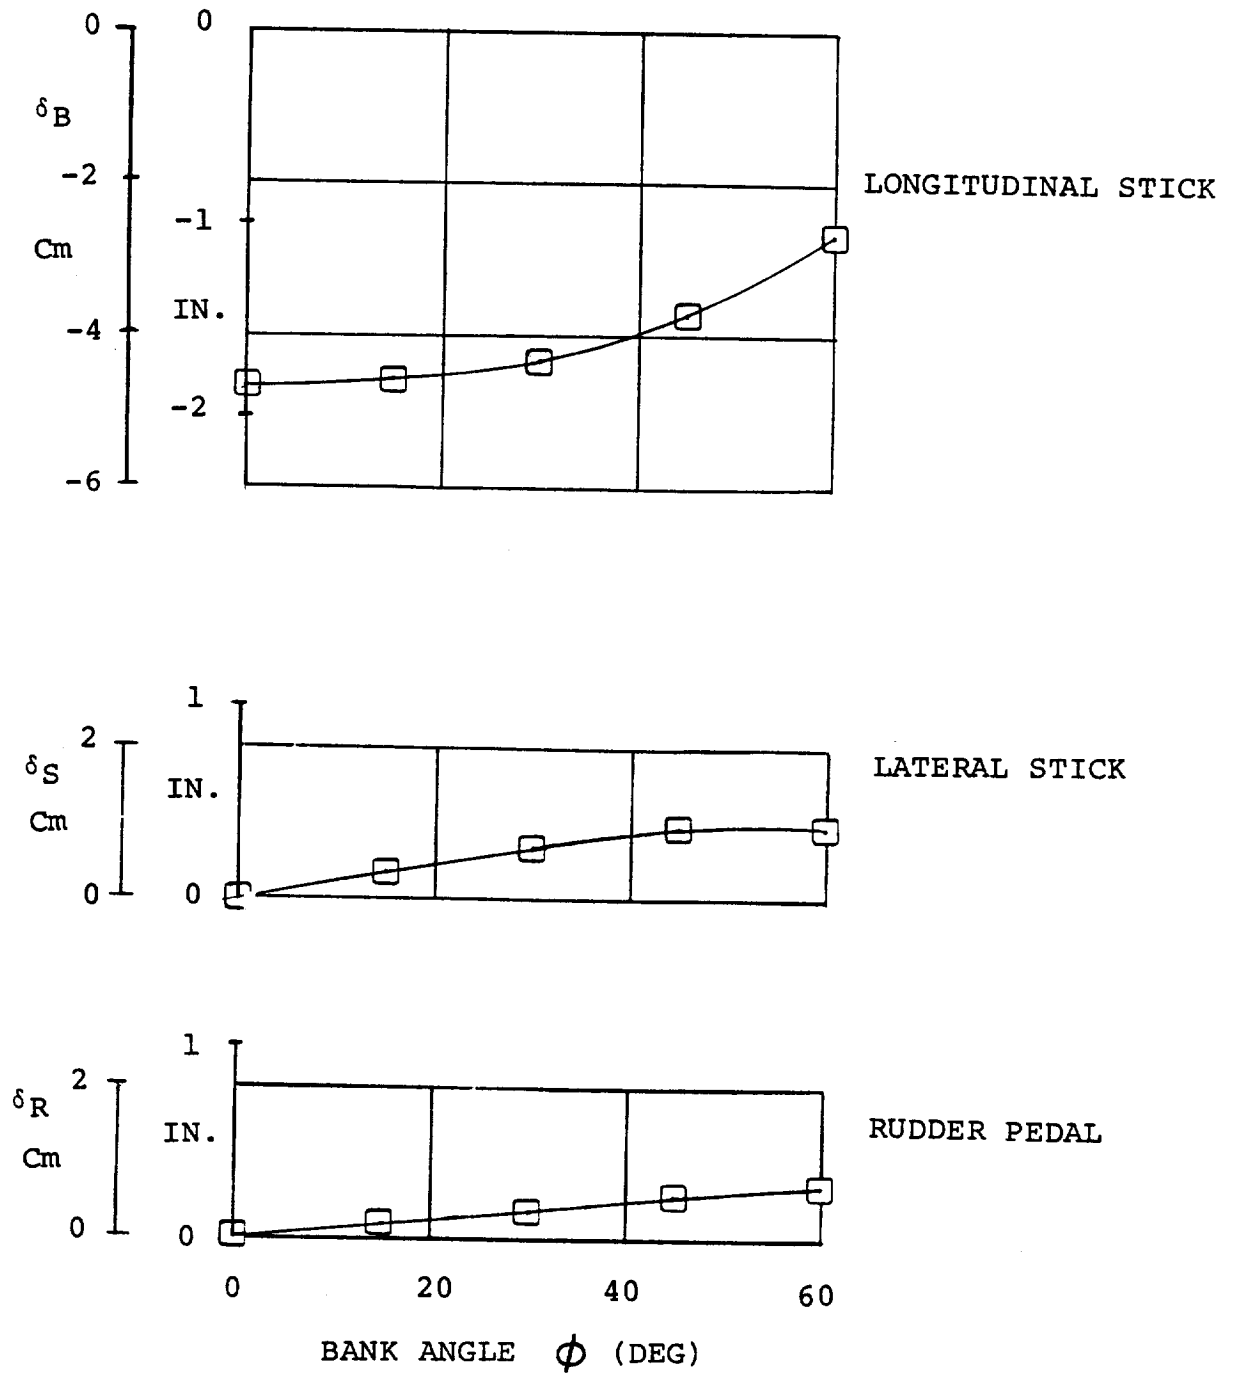 0 0
δB
-2
LONGITUDINAL STICK
-1
Cm
IN.
-4
-2
-6
1
2
δS
LATERAL STICK
IN.
Cm
0 0
1
2
δR
IN.
RUDDER PEDAL
Cm
0 0
0 20 40 60
BANK ANGLE ϕ (DEG)